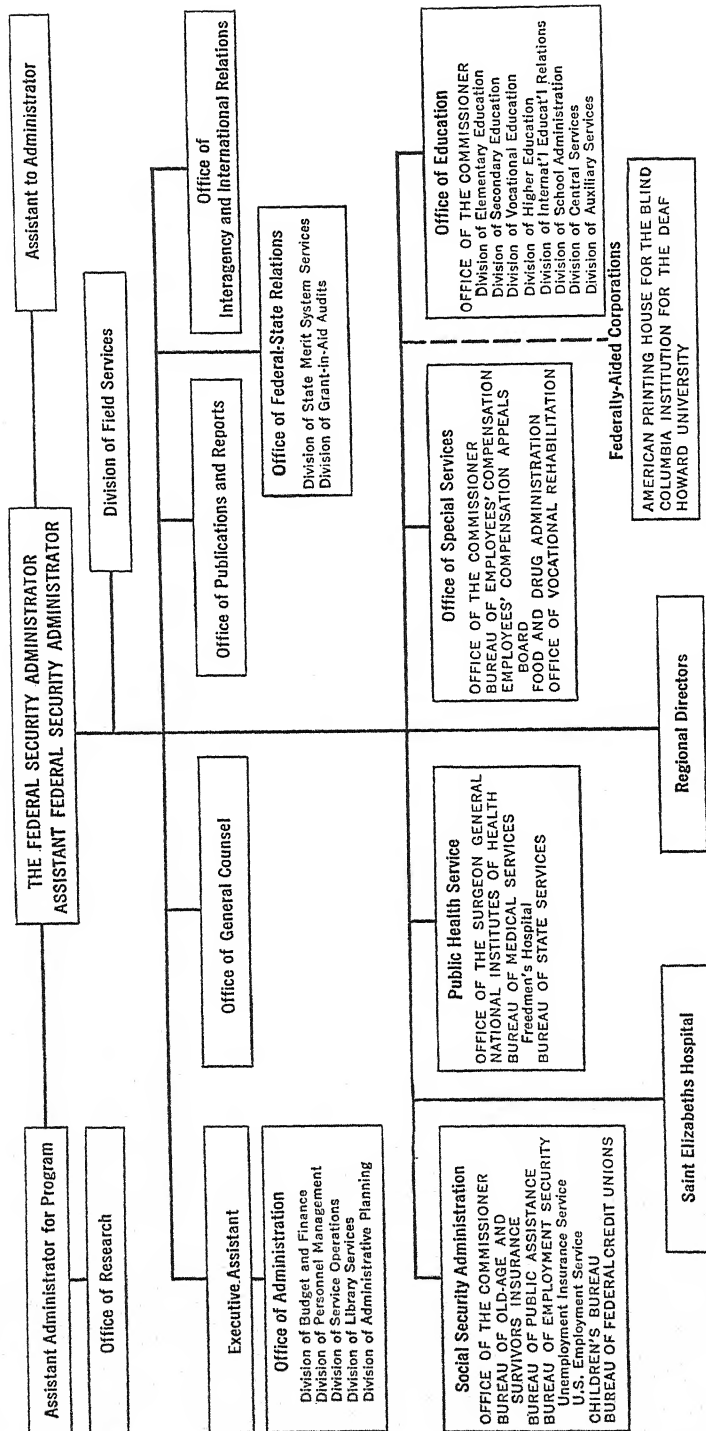 THE FEDERAL SECURITY ADMINISTRATOR
ASSISTANT FEDERAL SECURITY ADMINISTRATOR
Assistant Administrator for Program
Assistant to Administrator
Office of Research
Division of Field Services
Executive Assistant
Office of General Counsel
Office of Publications and Reports
Office of
Interagency and International Relations
Office of Administration
Division of Budget and Finance
Division of Personnel Management
Division of Service Operations
Division of Library Services
Division of Administrative Planning
Office of Federal-State Relations
Division of State Merit System Services
Division of Grant-in-Aid Audits
Social Security Administration
OFFICE OF THE COMMISSIONER
BUREAU OF OLD-AGE AND
SURVIVORS INSURANCE
BUREAU OF PUBLIC ASSISTANCE
BUREAU OF EMPLOYMENT SECURITY
Unemployment Insurance Service
U.S. Employment Service
CHILDREN'S BUREAU
BUREAU OF FEDERAL CREDIT UNIONS
Public Health Service
OFFICE OF THE SURGEON GENERAL
NATIONAL INSTITUTES OF HEALTH
BUREAU OF MEDICAL SERVICES
Freedmen's Hospital
BUREAU OF STATE SERVICES
Office of Special Services
OFFICE OF THE COMMISSIONER
BUREAU OF EMPLOYEES' COMPENSATION
EMPLOYEES' COMPENSATION APPEALS
BOARD
FOOD AND DRUG ADMINISTRATION
OFFICE OF VOCATIONAL REHABILITATION
Office of Education
OFFICE OF THE COMMISSIONER
Division of Elementary Education
Division of Secondary Education
Division of Vocational Education
Division of Higher Education
Division of Internat'l Educat'l Relations
Division of School Administration
Division of Central Services
Division of Auxiliary Services
Saint Elizabeths Hospital
Regional Directors
Federally-Aided Corporations
AMERICAN PRINTING HOUSE FOR THE BLIND
COLUMBIA INSTITUTION FOR THE DEAF
HOWARD UNIVERSITY